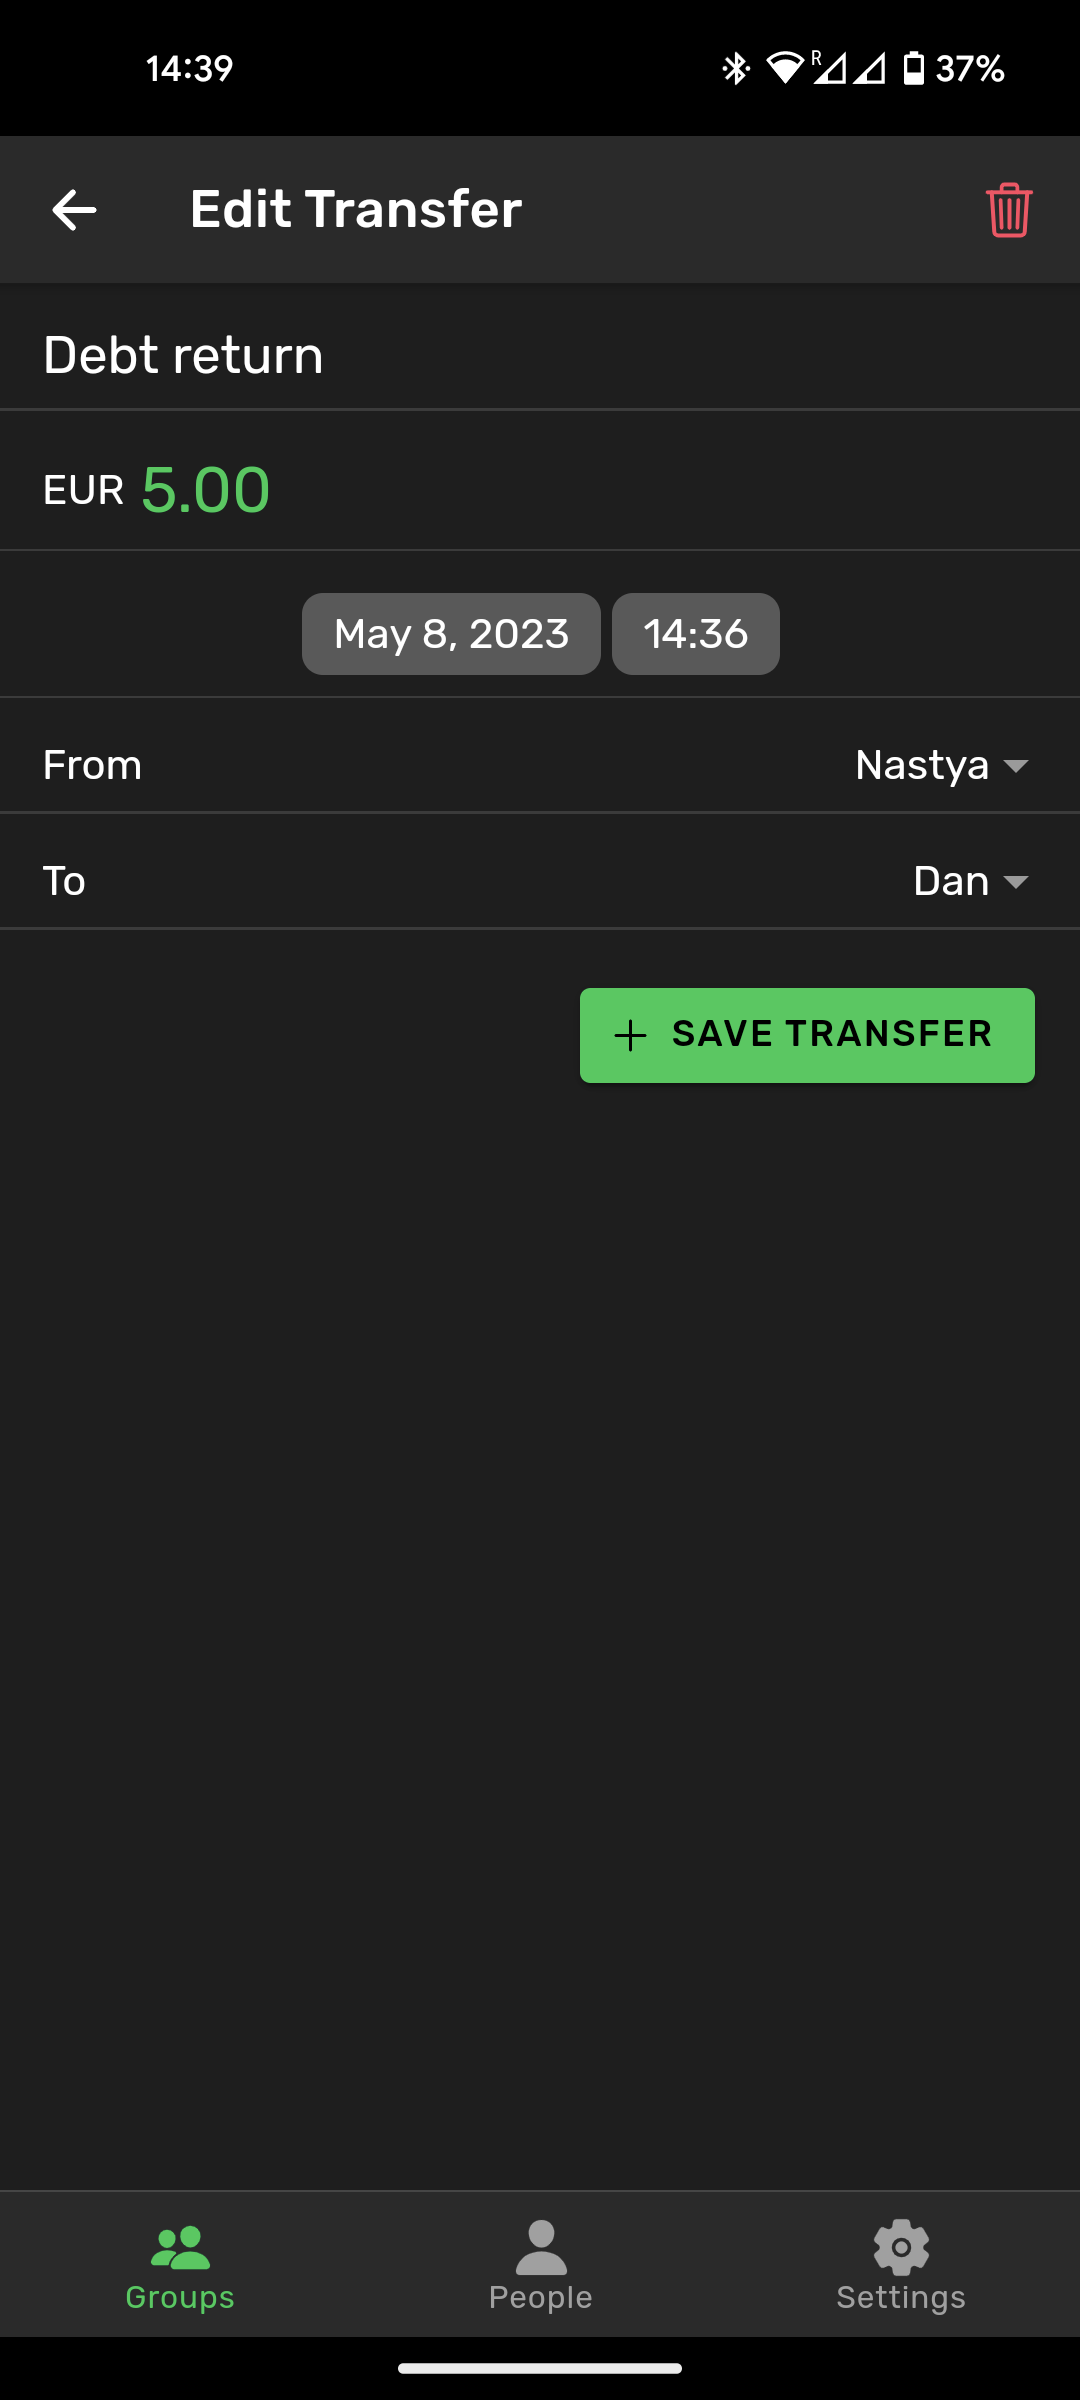 14:39 R 37%
Edit Transfer
Debt return
EUR 5.00
May 8, 2023 14:36
From Nastya
To Dan
+ SAVE TRANSFER
Groups People Settings